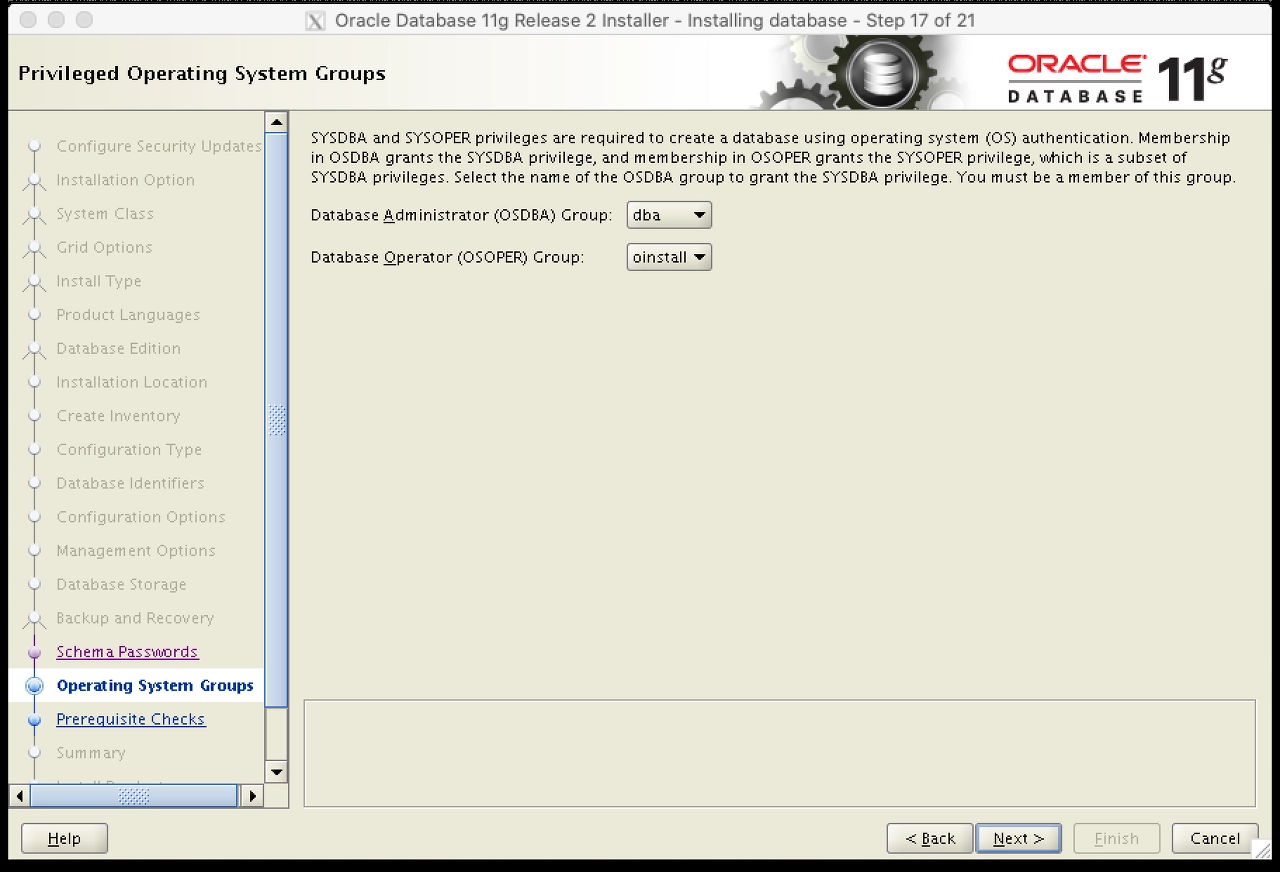 Oracle Database 11g Release 2 Installer - Installing database - Step 17 of 21
Privileged Operating System Groups
ORACLE
DATABASE
11g
Configure Security Updates
Installation Option
System Class
Grid Options
Install Type
Product Languages
Database Edition
Installation Location
Create Inventory
Configuration Type
Database Identifiers
Configuration Options
Management Options
Database Storage
Backup and Recovery
Schema Passwords
Operating System Groups
Prerequisite Checks
Summary
SYSDBA and SYSOPER privileges are required to create a database using operating system (OS) authentication. Membership
in OSDBA grants the SYSDBA privilege, and membership in OSOPER grants the SYSOPER privilege, which is a subset of
SYSDBA privileges. Select the name of the OSDBA group to grant the SYSDBA privilege. You must be a member of this group.
Database Administrator (OSDBA) Group: dba
Database Operator (OSOPER) Group: oinstall
Help
< Back
Next >
Finish
Cancel